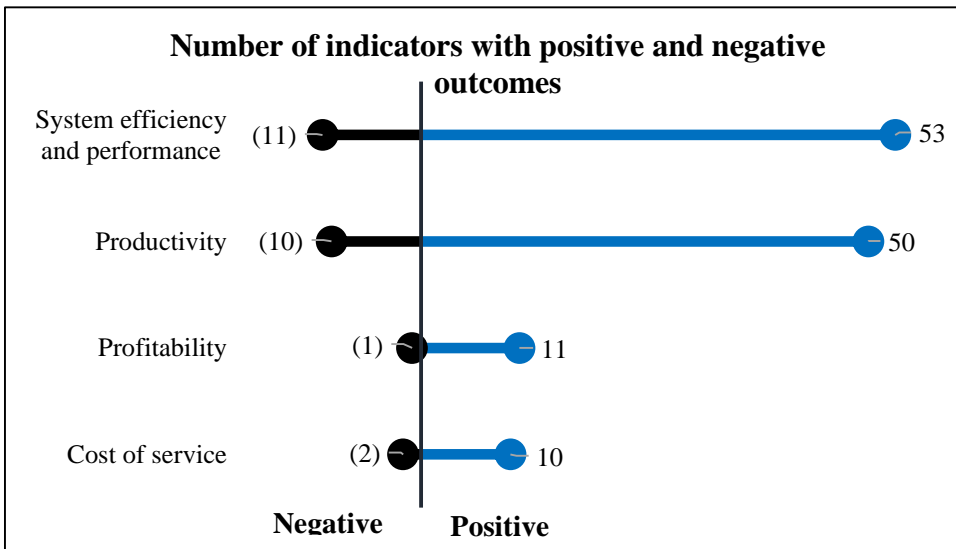 Number of indicators with positive and negative
outcomes
System efficiency
and performance
(11)
53
Productivity
(10)
50
Profitability
(1)
11
Cost of service
(2)
10
Negative
Positive